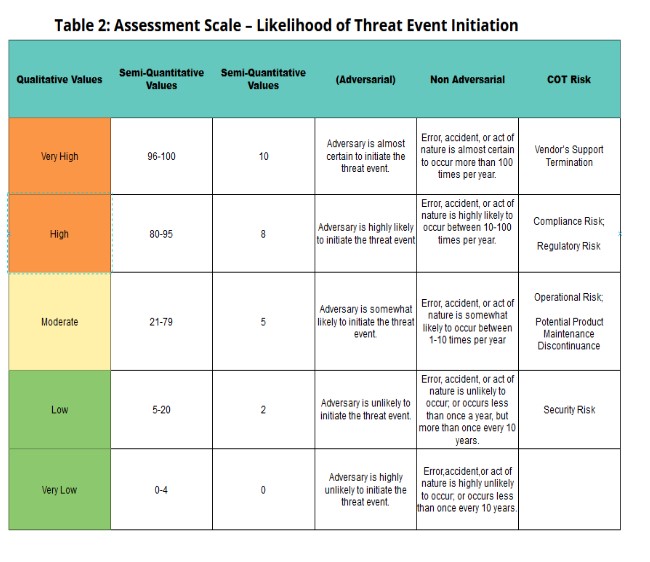 Table 2: Assessment Scale – Likelihood of Threat Event Initiation
Qualitative Values
Semi-Quantitative
Values
Semi-Quantitative
Values
(Adversarial)
Non Adversarial
COT Risk
Very High
96-100
10
Adversary is almost
certain to initiate the
threat event.
Error, accident, or act of
nature is almost certain
to occur more than 100
times per year.
Vendor's Support
Termination
High
80-95
8
Adversary is highly likely
to initiate the threat event
Error, accident, or act of
nature is highly likely to
occur between 10-100
times per year.
Compliance Risk;
Regulatory Risk
Moderate
21-79
5
Adversary is somewhat
likely to initiate the threat
event.
Error, accident, or act of
nature is somewhat
likely to occur between
1-10 times per year
Operational Risk;
Potential Product
Maintenance
Discontinuance
Low
5-20
2
Adversary is unlikely to
initiate the threat event.
Error, accident, or act of
nature is unlikely to
occur; or occurs less
than once a year, but
more than once every 10
years.
Security Risk
Very Low
0-4
0
Adversary is highly
unlikely to initiate the
threat event.
Error,accident,or act of
nature is highly unlikely
to occur; or occurs less
than once every 10 years.